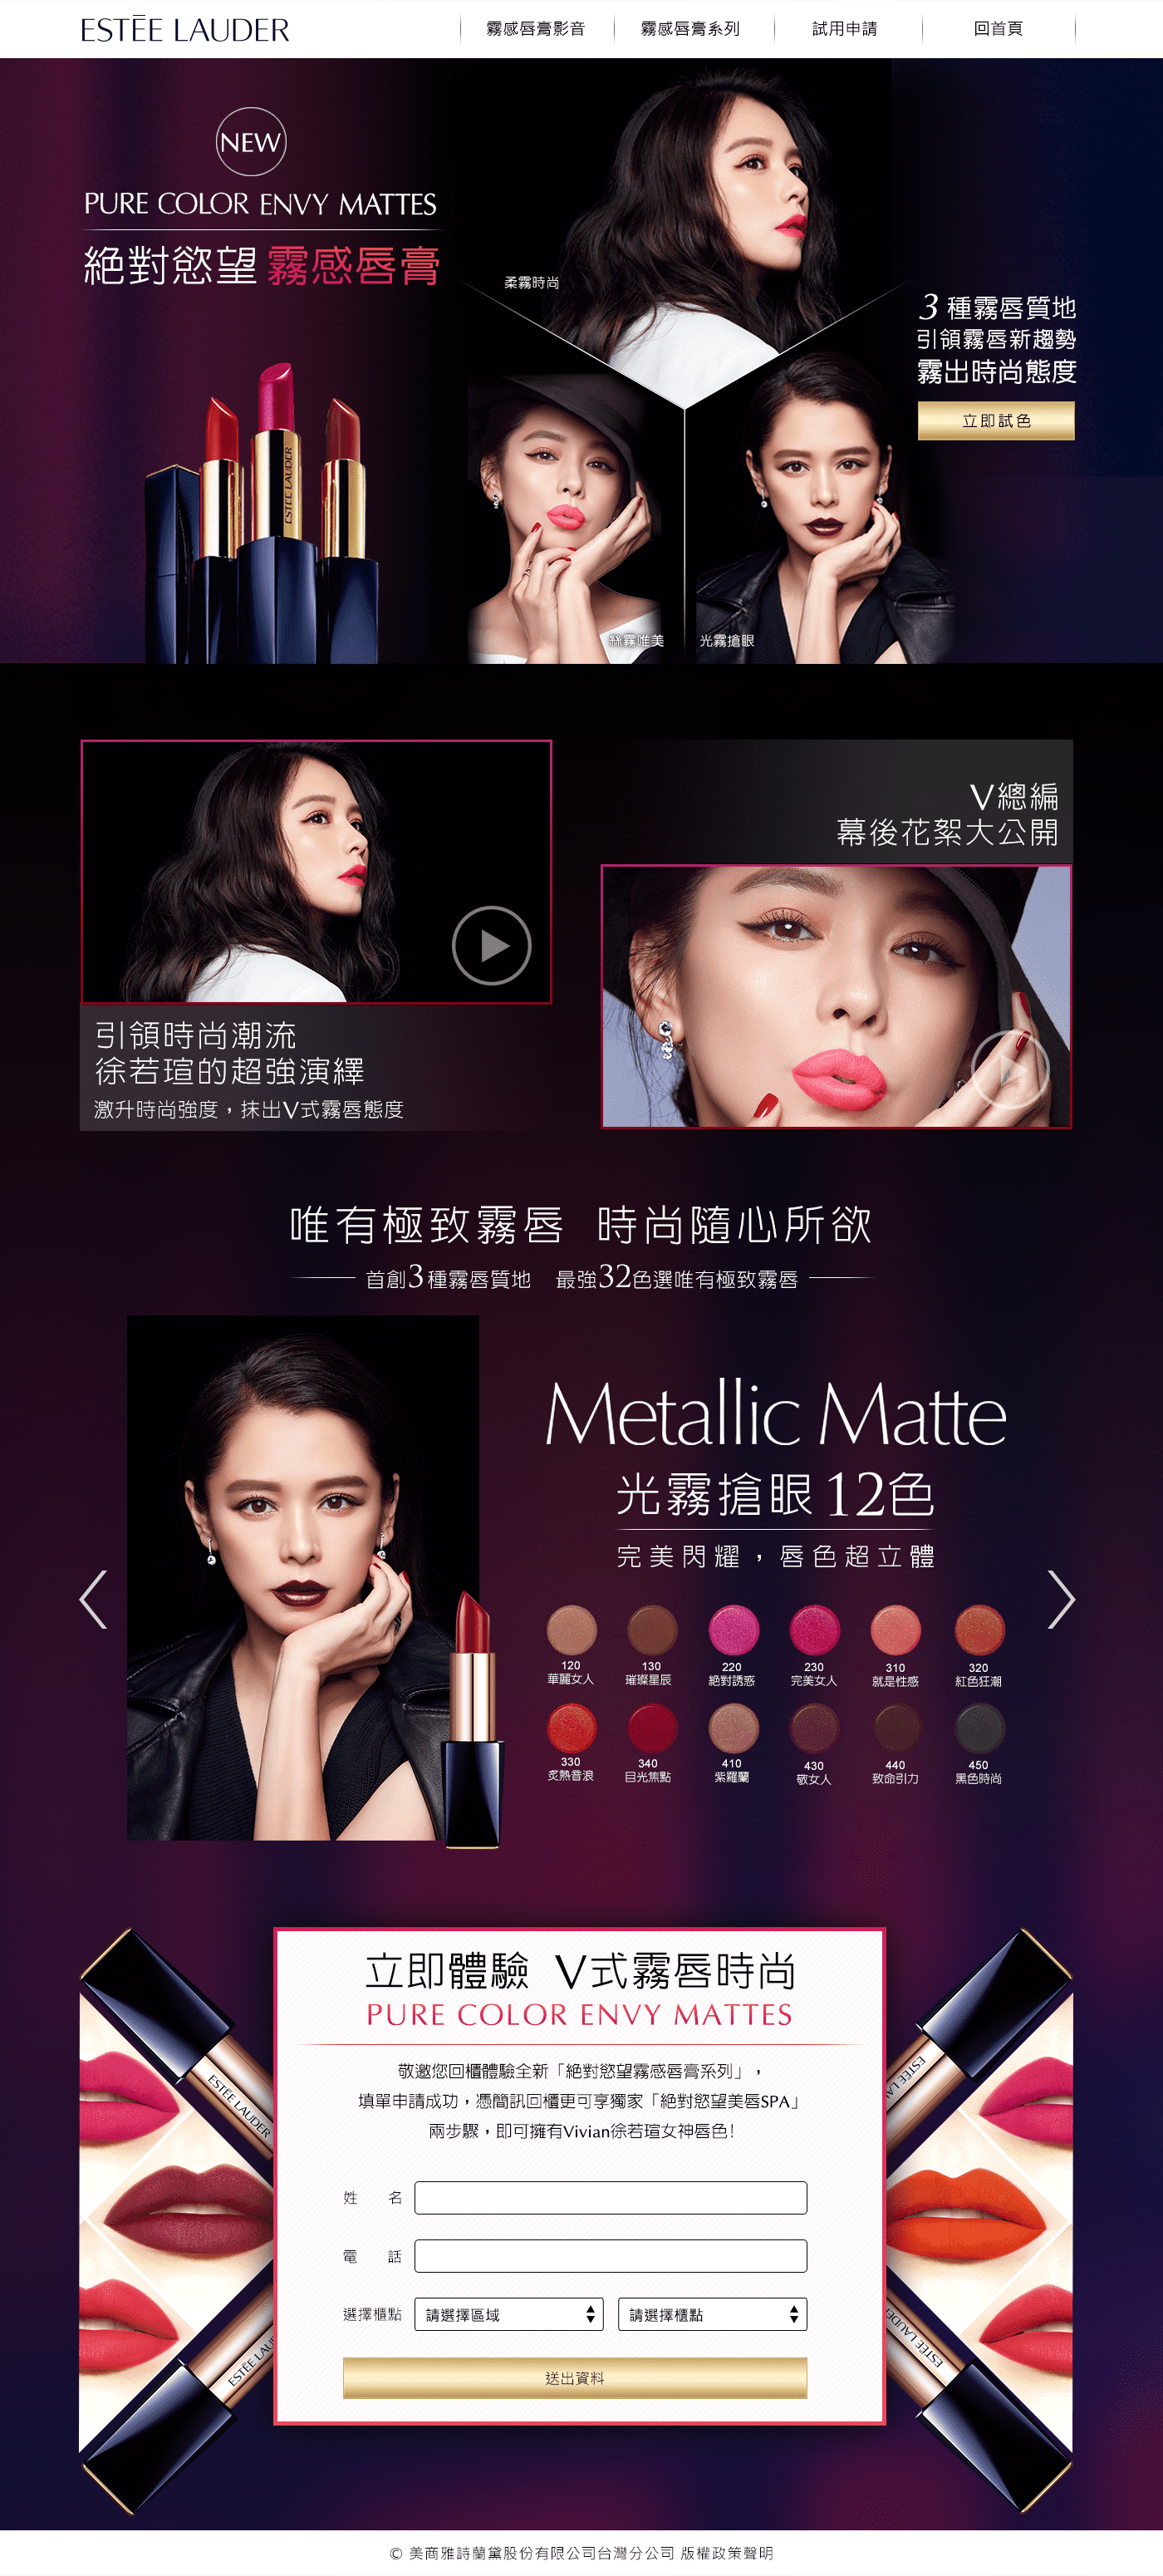 ESTĒE LAUDER
霧感唇膏影音
霧感唇膏系列
試用申請
回首頁
NEW
PURE COLOR ENVY MATTES
絕對慾望 霧感唇膏
柔霧時尚
3 種霧唇質地
引領霧唇新趨勢
霧出時尚態度
立即試色
ESTĒE LAUDER
絲霧唯美
光霧搶眼
V總編
幕後花絮大公開
引領時尚潮流
徐若瑄的超強演繹
激升時尚強度，抹出V式霧唇態度
唯有極致霧唇 時尚隨心所欲
首創3種霧唇質地 最強32色選唯有極致霧唇
Metallic Matte
光霧搶眼 12色
完美閃耀，唇色超立體
120 130 220 230 310 320
華麗女人 璀璨星辰 絕對誘惑 完美女人 就是性感 紅色狂潮
330 340 410 430 440 450
炙熱音浪 目光焦點 紫羅蘭 敬女人 致命引力 黑色時尚
立即體驗 V式霧唇時尚
PURE COLOR ENVY MATTES
敬邀您回櫃體驗全新「絕對慾望霧感唇膏系列」，
填單申請成功，憑簡訊回櫃更可享獨家「絕對慾望美唇SPA」
兩步驟，即可擁有Vivian徐若瑄女神唇色!
姓 名
電 話
選擇櫃點 請選擇區域 請選擇櫃點
送出資料
ESTĒE LAUDER
ESTĒE LAU
ESTĒE LA
ESTĒE LAUDER
© 美商雅詩蘭黛股份有限公司台灣分公司 版權政策聲明